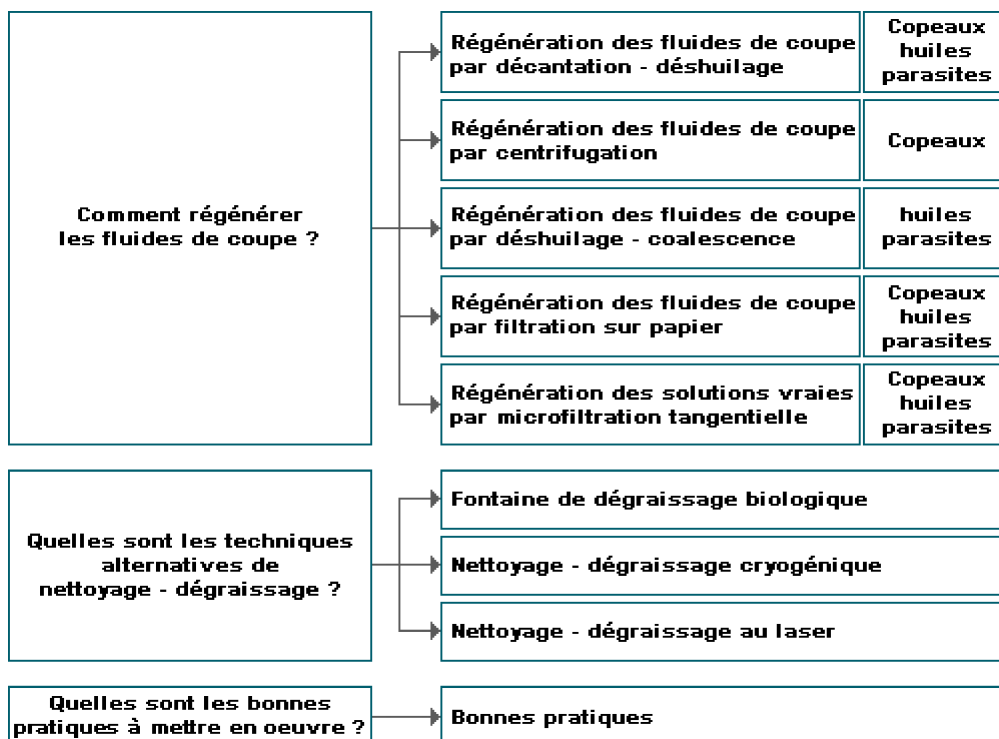 Comment régénérer
les fluides de coupe ?
Régénération des fluides de coupe
par décantation - déshuilage
Copeaux
huiles
parasites
Régénération des fluides de coupe
par centrifugation
Copeaux
Régénération des fluides de coupe
par déshuilage - coalescence
huiles
parasites
Régénération des fluides de coupe
par filtration sur papier
Copeaux
huiles
parasites
Régénération des solutions vraies
par microfiltration tangentielle
Copeaux
huiles
parasites
Quelles sont les techniques
alternatives de
nettoyage - dégraissage ?
Fontaine de dégraissage biologique
Nettoyage - dégraissage cryogénique
Nettoyage - dégraissage au laser
Quelles sont les bonnes
pratiques à mettre en oeuvre ?
Bonnes pratiques